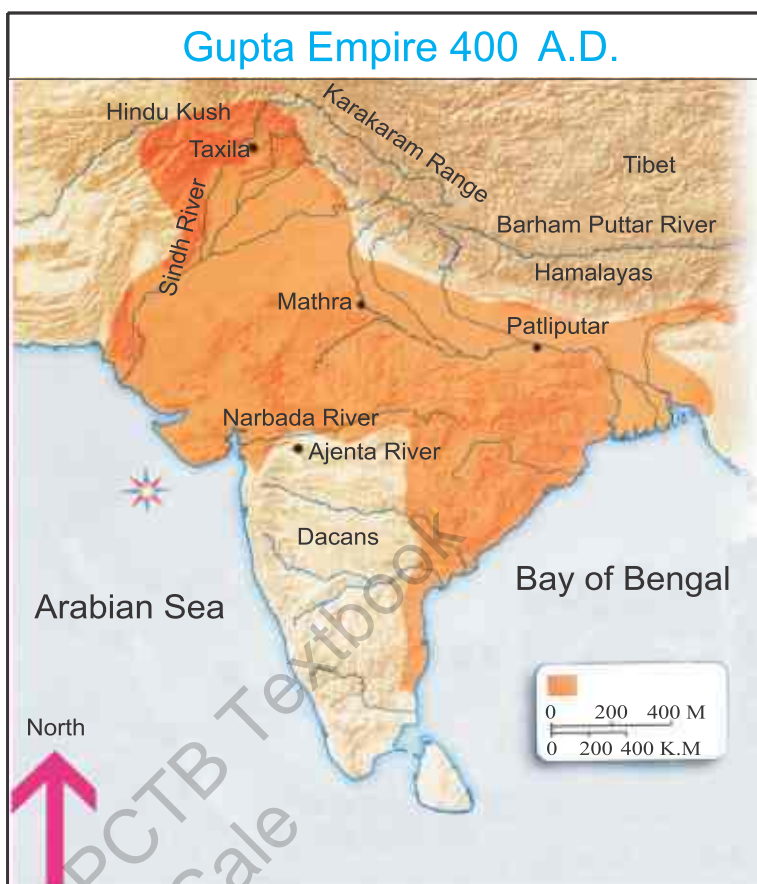 Gupta Empire 400 A.D.
Hindu Kush
Karakaram Range
Taxila
Tibet
Sindh River
Barham Puttar River
Hamalayas
Mathra
Patliputar
Narbada River
Ajenta River
Dacans
Bay of Bengal
Arabian Sea
0 200 400 M
0 200 400 K.M
North
PCTB Textbook
Sale